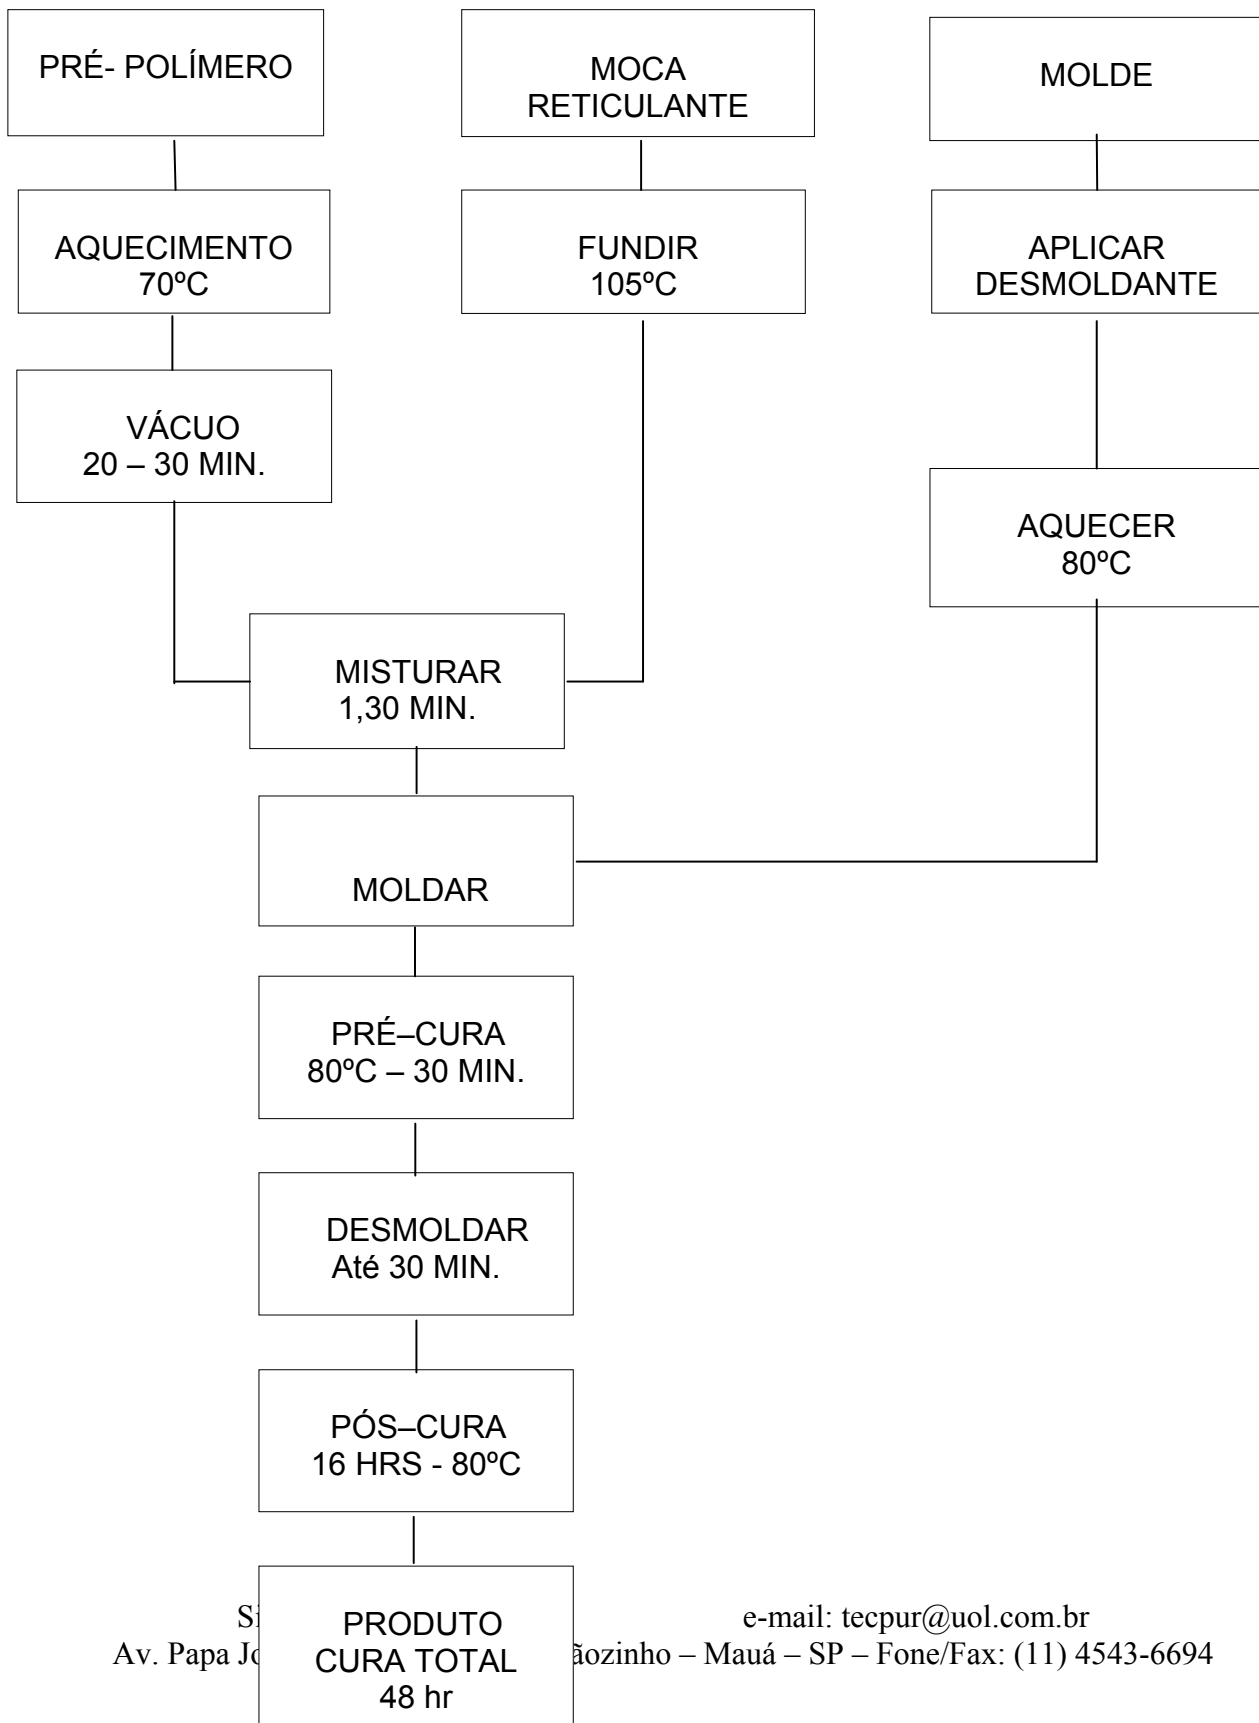 PRÉ- POLÍMERO
MOCA
RETICULANTE
MOLDE
AQUECIMENTO
70ºC
FUNDIR
105ºC
APLICAR
DESMOLDANTE
VÁCUO
20 – 30 MIN.
AQUECER
80ºC
MISTURAR
1,30 MIN.
MOLDAR
PRÉ–CURA
80ºC – 30 MIN.
DESMOLDAR
Até 30 MIN.
PÓS–CURA
16 HRS - 80ºC
PRODUTO
CURA TOTAL
48 hr
e-mail: tecpur@uol.com.br
Av. Papa – Mauá – SP – Fone/Fax: (11) 4543-6694